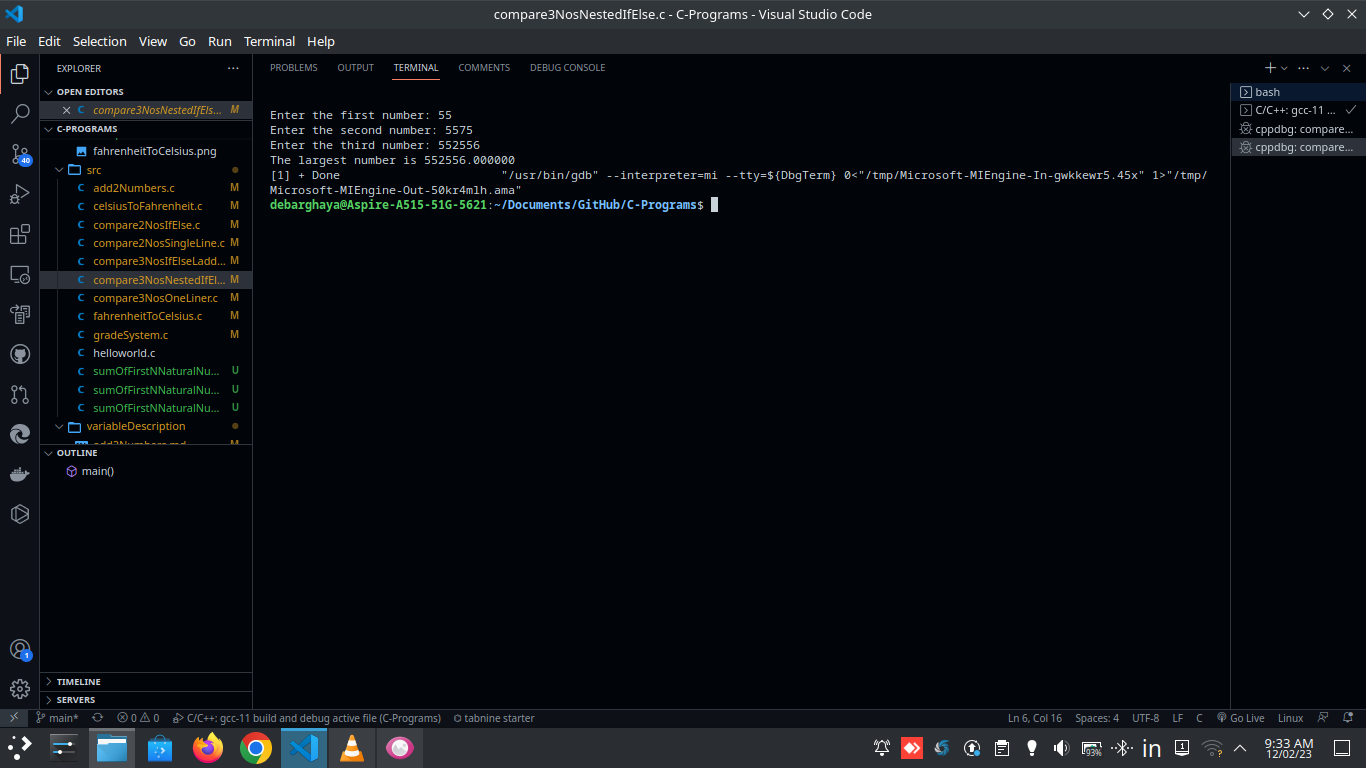 compare3NosNestedIfElse.c - C-Programs - Visual Studio Code
File Edit Selection View Go Run Terminal Help
EXPLORER ...
OPEN EDITORS
C compare3NosNestedIfEls... M
C-PROGRAMS
fahrenheitToCelsius.png
src
C add2Numbers.c M
C celsiusToFahrenheit.c M
C compare2NosIfElse.c M
C compare2NosSingleLine.c M
C compare3NosIfElseLadd... M
C compare3NosNestedIfEl... M
C compare3NosOneLiner.c M
C fahrenheitToCelsius.c M
C gradeSystem.c M
C helloworld.c
C sumOfFirstNNaturalNu... U
C sumOfFirstNNaturalNu... U
C sumOfFirstNNaturalNu... U
variableDescription
add2Numbers.md M
OUTLINE
main()
TIMELINE
SERVERS
40
1
PROBLEMS OUTPUT TERMINAL COMMENTS DEBUG CONSOLE
Enter the first number: 55
Enter the second number: 5575
Enter the third number: 552556
The largest number is 552556.000000
[1] + Done "/usr/bin/gdb" --interpreter=mi --tty=${DbgTerm} 0<"/tmp/Microsoft-MIEngine-In-gwkkewr5.45x" 1>"/tmp/
Microsoft-MIEngine-Out-50kr4mlh.ama"
debarghaya@Aspire-A515-51G-5621:~/Documents/GitHub/C-Programs$
bash
C/C++: gcc-11 ...
cppdbg: compare...
cppdbg: compare...
main* 0 0 C/C++: gcc-11 build and debug active file (C-Programs) tabnine starter Ln 6, Col 16 Spaces: 4 UTF-8 LF C Go Live Linux
93% in 1 9:33 AM
12/02/23